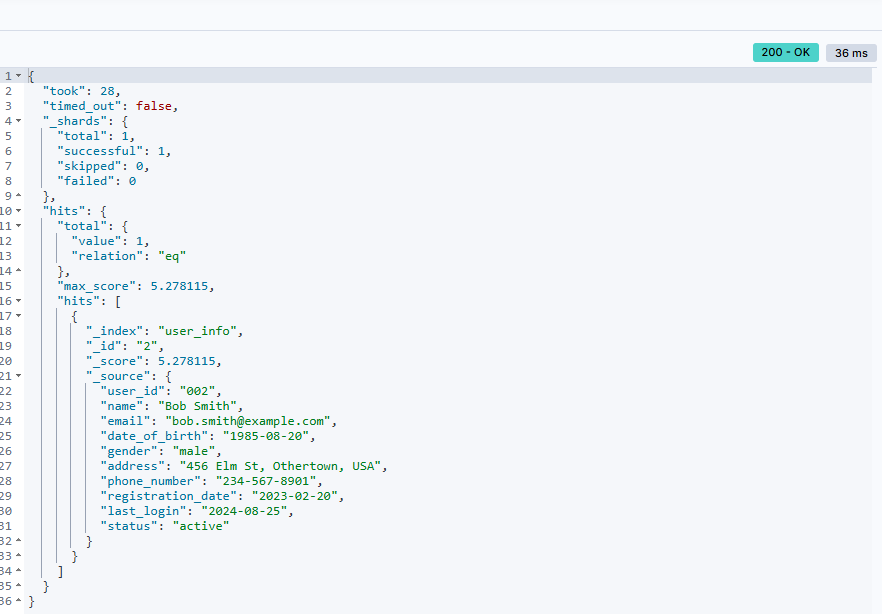 200 - OK 36 ms
1 {
2 "took": 28,
3 "timed_out": false,
4 "_shards": {
5 "total": 1,
6 "successful": 1,
7 "skipped": 0,
8 "failed": 0
9 },
10 "hits": {
11 "total": {
12 "value": 1,
13 "relation": "eq"
14 },
15 "max_score": 5.278115,
16 "hits": [
17 {
18 "_index": "user_info",
19 "_id": "2",
20 "_score": 5.278115,
21 "_source": {
22 "user_id": "002",
23 "name": "Bob Smith",
24 "email": "bob.smith@example.com",
25 "date_of_birth": "1985-08-20",
26 "gender": "male",
27 "address": "456 Elm St, Othertown, USA",
28 "phone_number": "234-567-8901",
29 "registration_date": "2023-02-20",
30 "last_login": "2024-08-25",
31 "status": "active"
32 }
33 }
34 ]
35 }
36 }